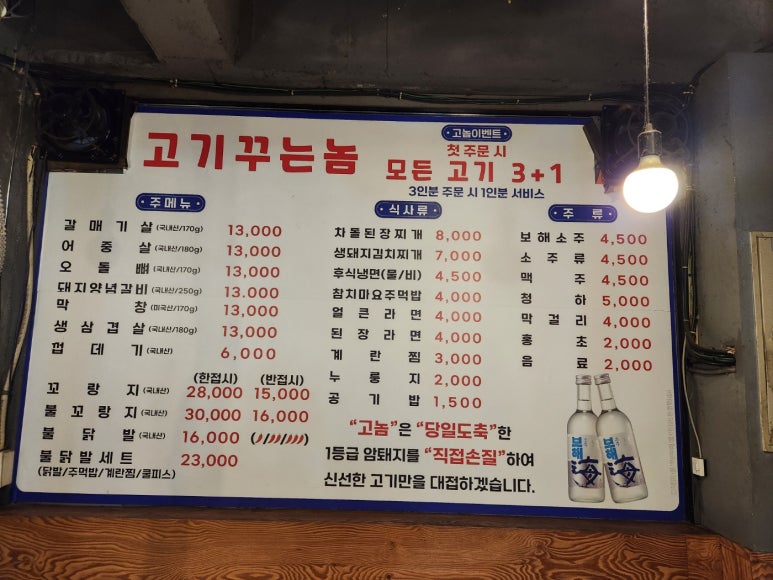 고기꾸는놈
고놈이벤트
첫 주문 시
모든 고기 3+1
3인분 주문 시 1인분 서비스
주메뉴
갈매기살 (국내산/170g) 13,000
어중살 (국내산/180g) 13,000
오돌뼈 (국내산/170g) 13,000
돼지양념갈비 (국내산/250g) 13.000
막창 (미국산/170g) 13,000
생삼겹살 (국내산/180g) 13,000
껍데기 (국내산) 6,000
(한접시) (반접시)
꼬랑지 (국내산) 28,000 15,000
불꼬랑지 (국내산) 30,000 16,000
불닭발 (국내산) 16,000
불닭발세트 23,000
(닭발/주먹밥/계란찜/쿨피스)
식사류
차돌된장찌개 8,000
생돼지김치찌개 7,000
후식냉면(물/비) 4,500
참치마요주먹밥 4,000
얼큰라면 4,000
된장라면 4,000
계란찜 3,000
누룽지 2,000
공기밥 1,500
주류
보해소주 4,500
소주류 4,500
맥주 4,500
청하 5,000
막걸리 4,000
홍초 2,000
음료 2,000
“고놈”은 “당일도축”한
1등급 암퇘지를 “직접손질”하여
신선한 고기만을 대접하겠습니다.
보해
보해